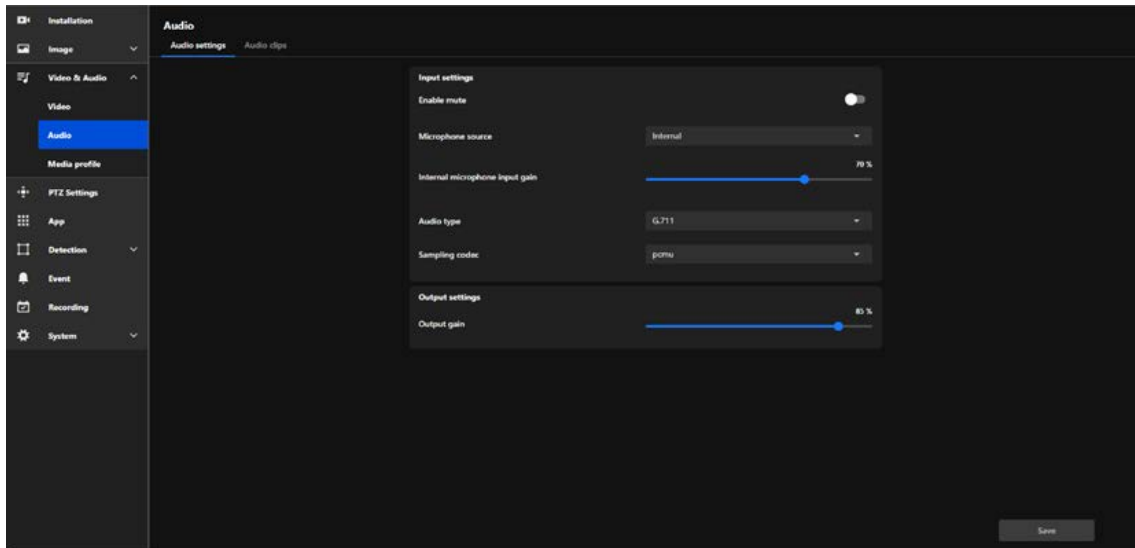 Installation
Image
Video & Audio
Video
Audio
Media profile
PTZ Settings
App
Detection
Event
Recording
System
Audio
Audio settings Audio clips
Input settings
Enable mute
Microphone source Internal
70 %
Internal microphone input gain
Audio type G.711
Sampling codec pcmu
Output settings
85 %
Output gain
Save